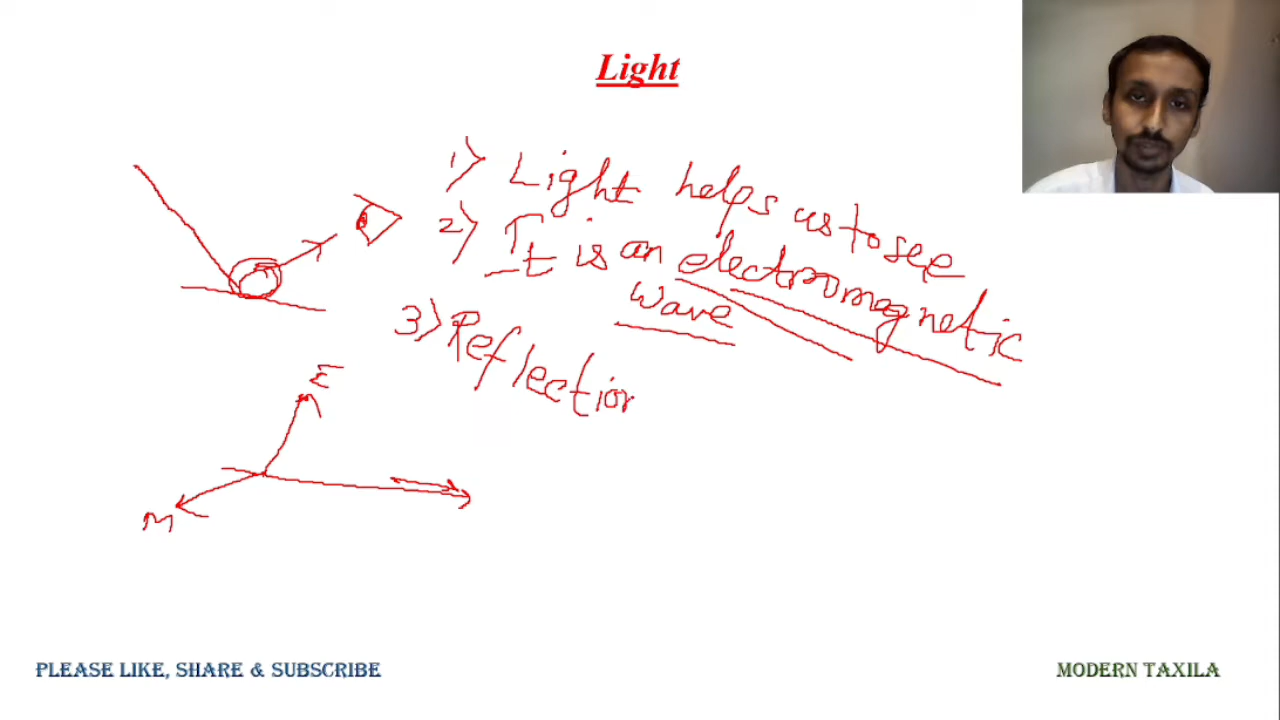 Light
1) Light helps us to see
2) It is an electromagnetic
wave
3) Reflection
E
M
PLEASE LIKE, SHARE & SUBSCRIBE
MODERN TAXILA